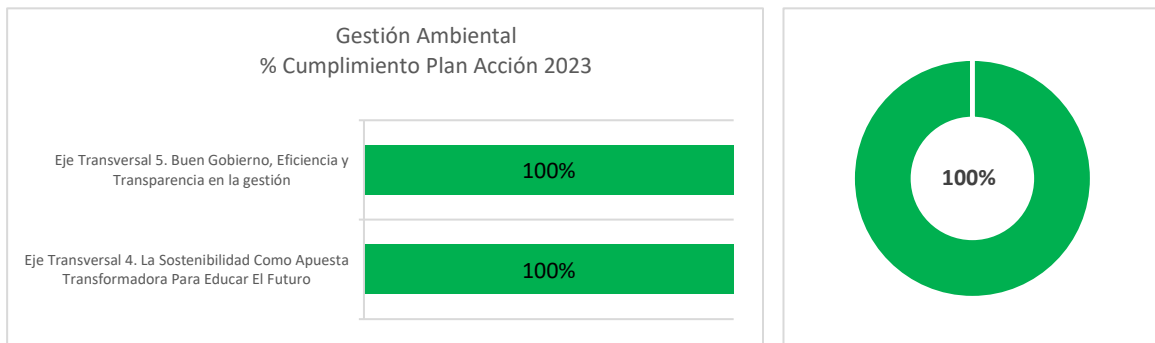 Gestión Ambiental
% Cumplimiento Plan Acción 2023
Eje Transversal 5. Buen Gobierno, Eficiencia y
Transparencia en la gestión
100%
Eje Transversal 4. La Sostenibilidad Como Apuesta
Transformadora Para Educar El Futuro
100%
100%